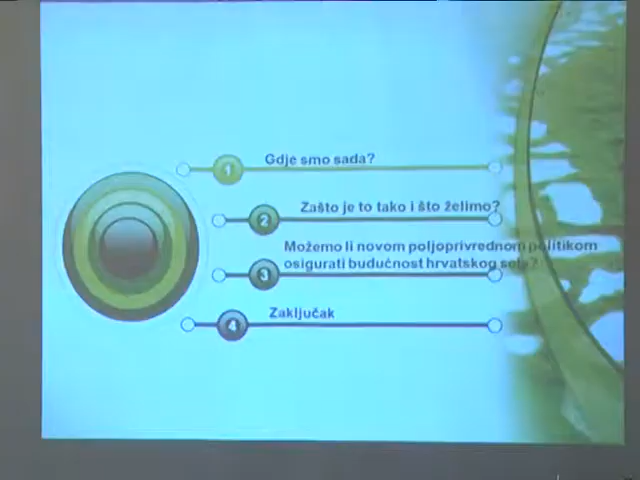 1 Gdje smo sada?
2 Zašto je to tako i što želimo?
Možemo li novom poljoprivrednom politikom
3 osigurati budučnost hrvatskog sela?
4 Zaključak